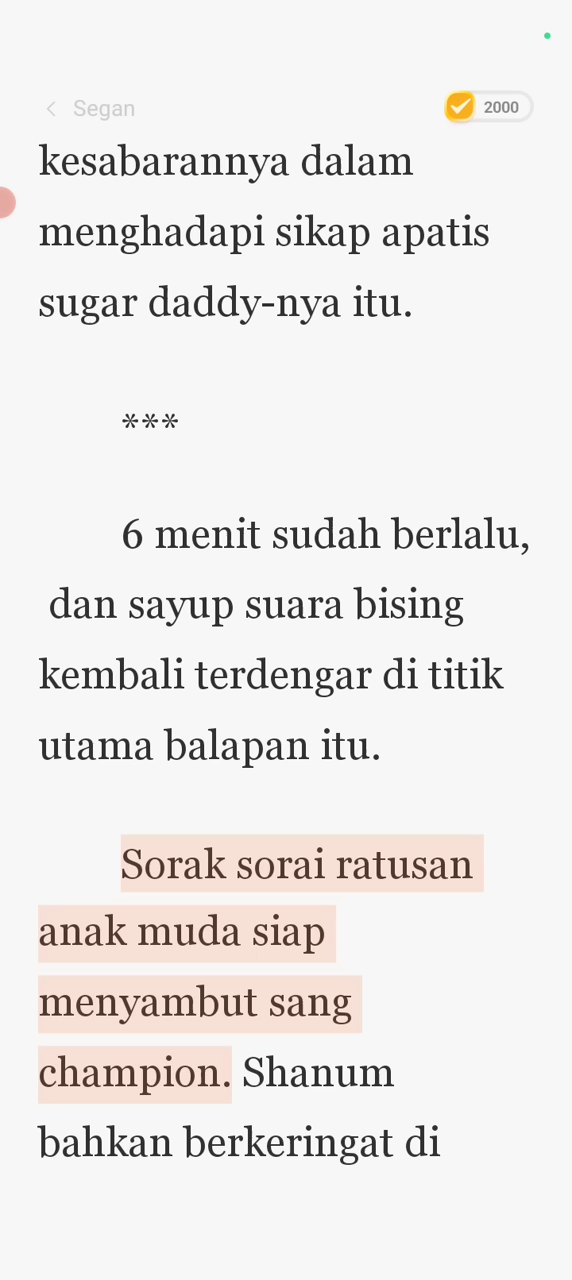 Segan
2000
kesabarannya dalam
menghadapi sikap apatis
sugar daddy-nya itu.
***
6 menit sudah berlalu,
dan sayup suara bising
kembali terdengar di titik
utama balapan itu.
Sorak sorai ratusan
anak muda siap
menyambut sang
champion. Shanum
bahkan berkeringat di